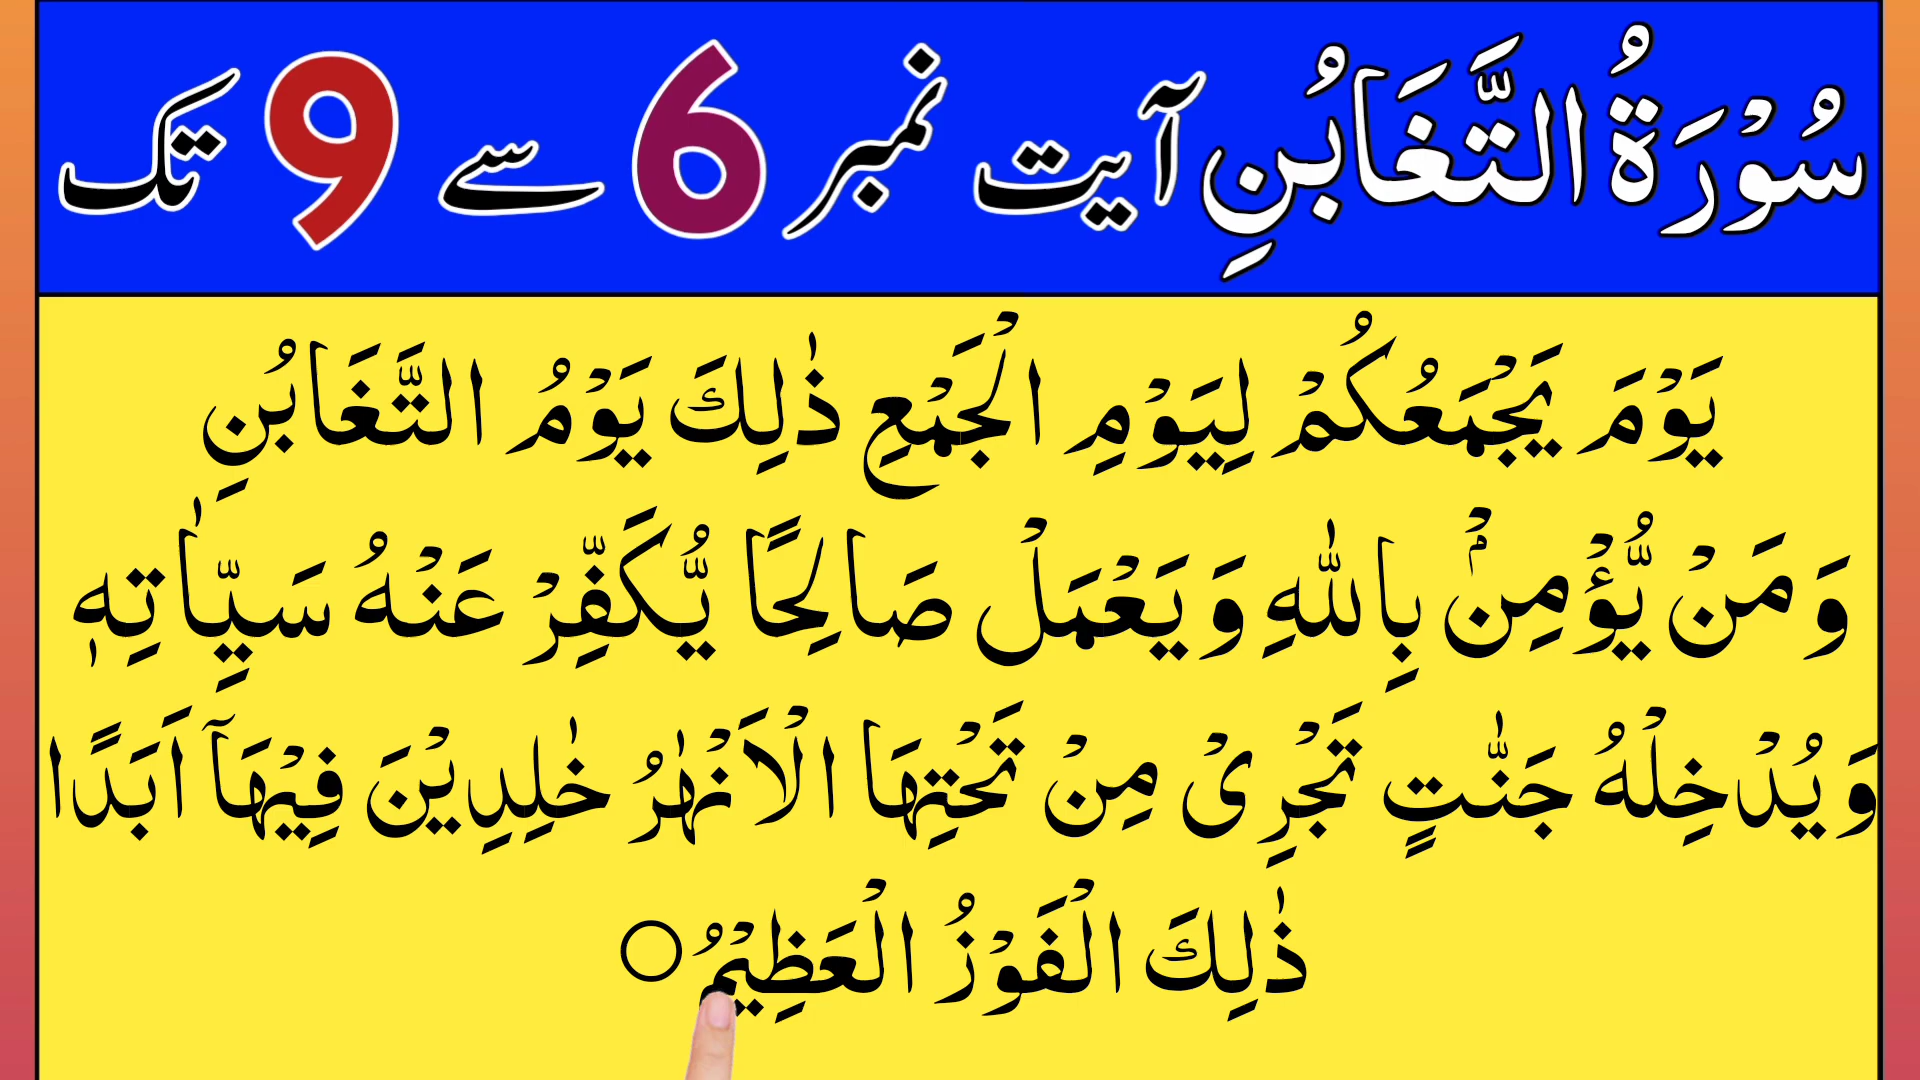 سُوْرَةُ التَّغَابُنِ آیت نمبر 6 سے 9 تک
يَوْمَ يَجْمَعُكُمْ لِيَوْمِ الْجَمْعِ ذٰلِكَ يَوْمُ التَّغَابُنِ
وَمَنْ يُّؤْمِنْۢ بِاللّٰهِ وَيَعْمَلْ صَالِحًا يُّكَفِّرْ عَنْهُ سَيِّاٰتِهٖ
وَيُدْخِلْهُ جَنّٰتٍ تَجْرِىْ مِنْ تَحْتِهَا الْاَنْهٰرُ خٰلِدِيْنَ فِيْهَاۤ اَبَدًا
ذٰلِكَ الْفَوْزُ الْعَظِيْمُ○